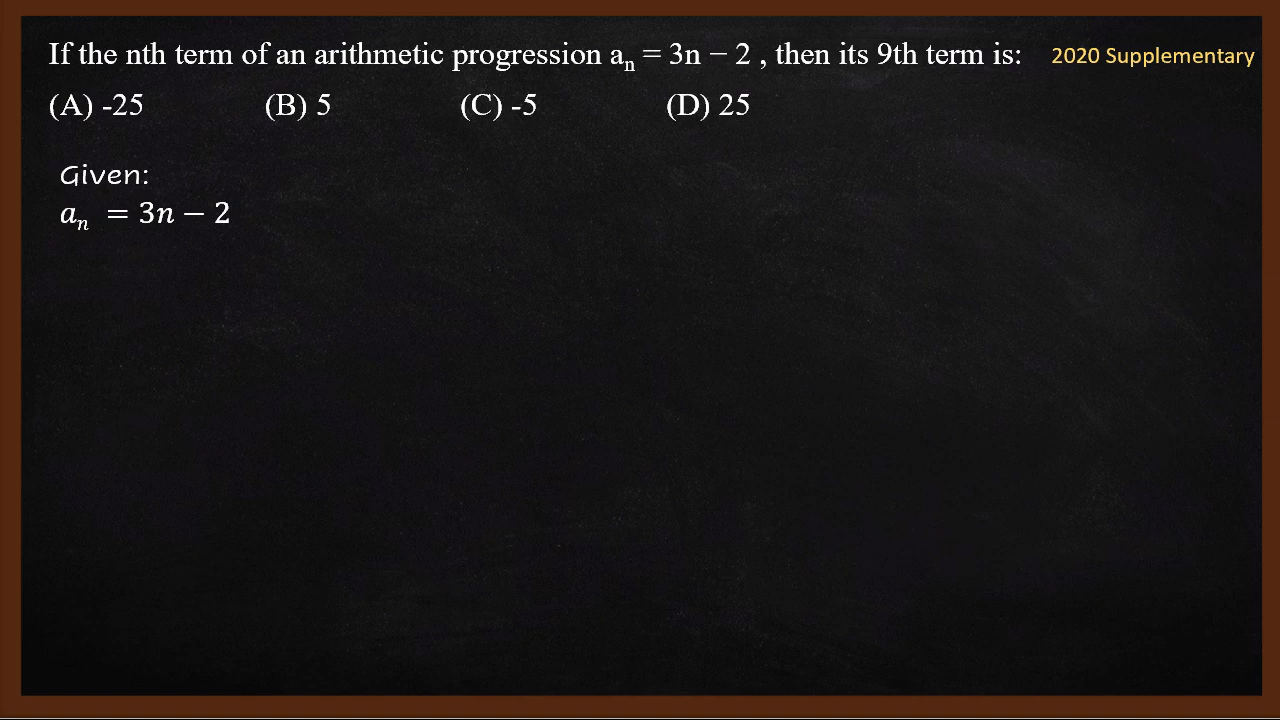 If the nth term of an arithmetic progression aₙ = 3n − 2 , then its 9th term is: 2020 Supplementary
(A) -25 (B) 5 (C) -5 (D) 25
Given:
𝑎ₙ = 3𝑛 − 2